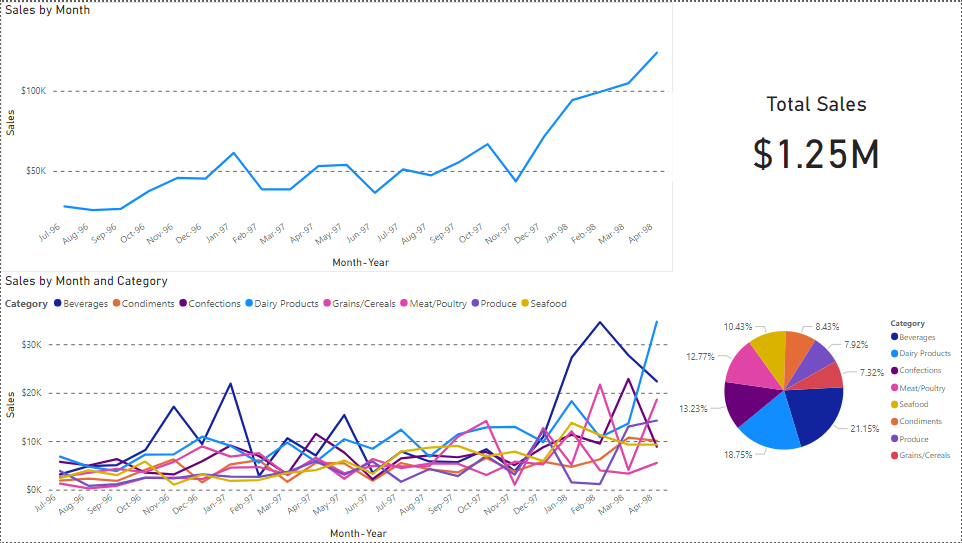 Sales by Month
$100K
$50K
Sales
Jul-96 Aug-96 Sep-96 Oct-96 Nov-96 Dec-96 Jan-97 Feb-97 Mar-97 Apr-97 May-97 Jun-97 Jul-97 Aug-97 Sep-97 Oct-97 Nov-97 Dec-97 Jan-98 Feb-98 Mar-98 Apr-98
Month-Year
Total Sales
$1.25M
Sales by Month and Category
Category Beverages Condiments Confections Dairy Products Grains/Cereals Meat/Poultry Produce Seafood
$30K
$20K
$10K
$0K
Sales
Jul-96 Aug-96 Sep-96 Oct-96 Nov-96 Dec-96 Jan-97 Feb-97 Mar-97 Apr-97 May-97 Jun-97 Jul-97 Aug-97 Sep-97 Oct-97 Nov-97 Dec-97 Jan-98 Feb-98 Mar-98 Apr-98
Month-Year
10.43%
8.43%
7.92%
12.77%
7.32%
13.23%
21.15%
18.75%
Category
Beverages
Dairy Products
Confections
Meat/Poultry
Seafood
Condiments
Produce
Grains/Cereals